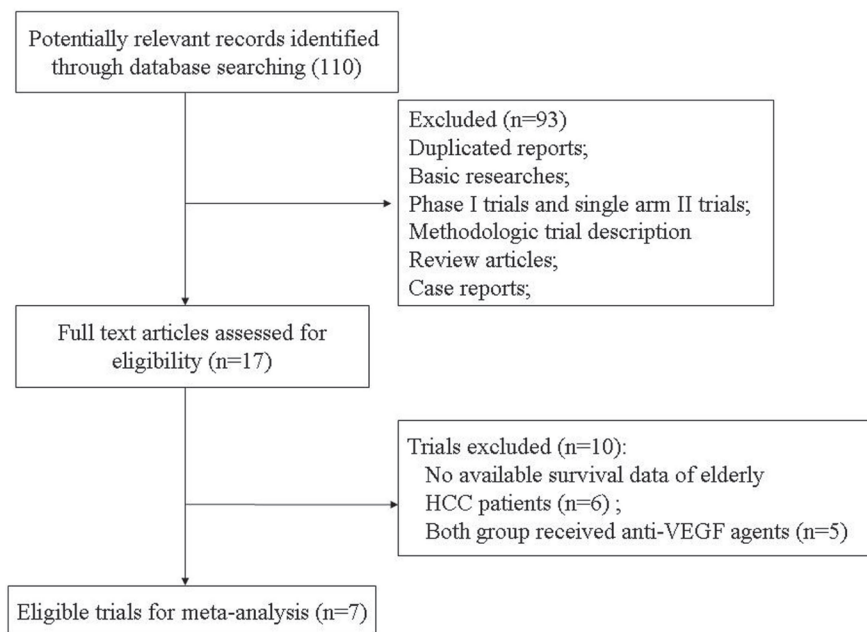 Potentially relevant records identified
through database searching (110)
Excluded (n=93)
Duplicated reports;
Basic researches;
Phase I trials and single arm II trials;
Methodologic trial description
Review articles;
Case reports;
Full text articles assessed for
eligibility (n=17)
Trials excluded (n=10):
No available survival data of elderly
HCC patients (n=6) ;
Both group received anti-VEGF agents (n=5)
Eligible trials for meta-analysis (n=7)